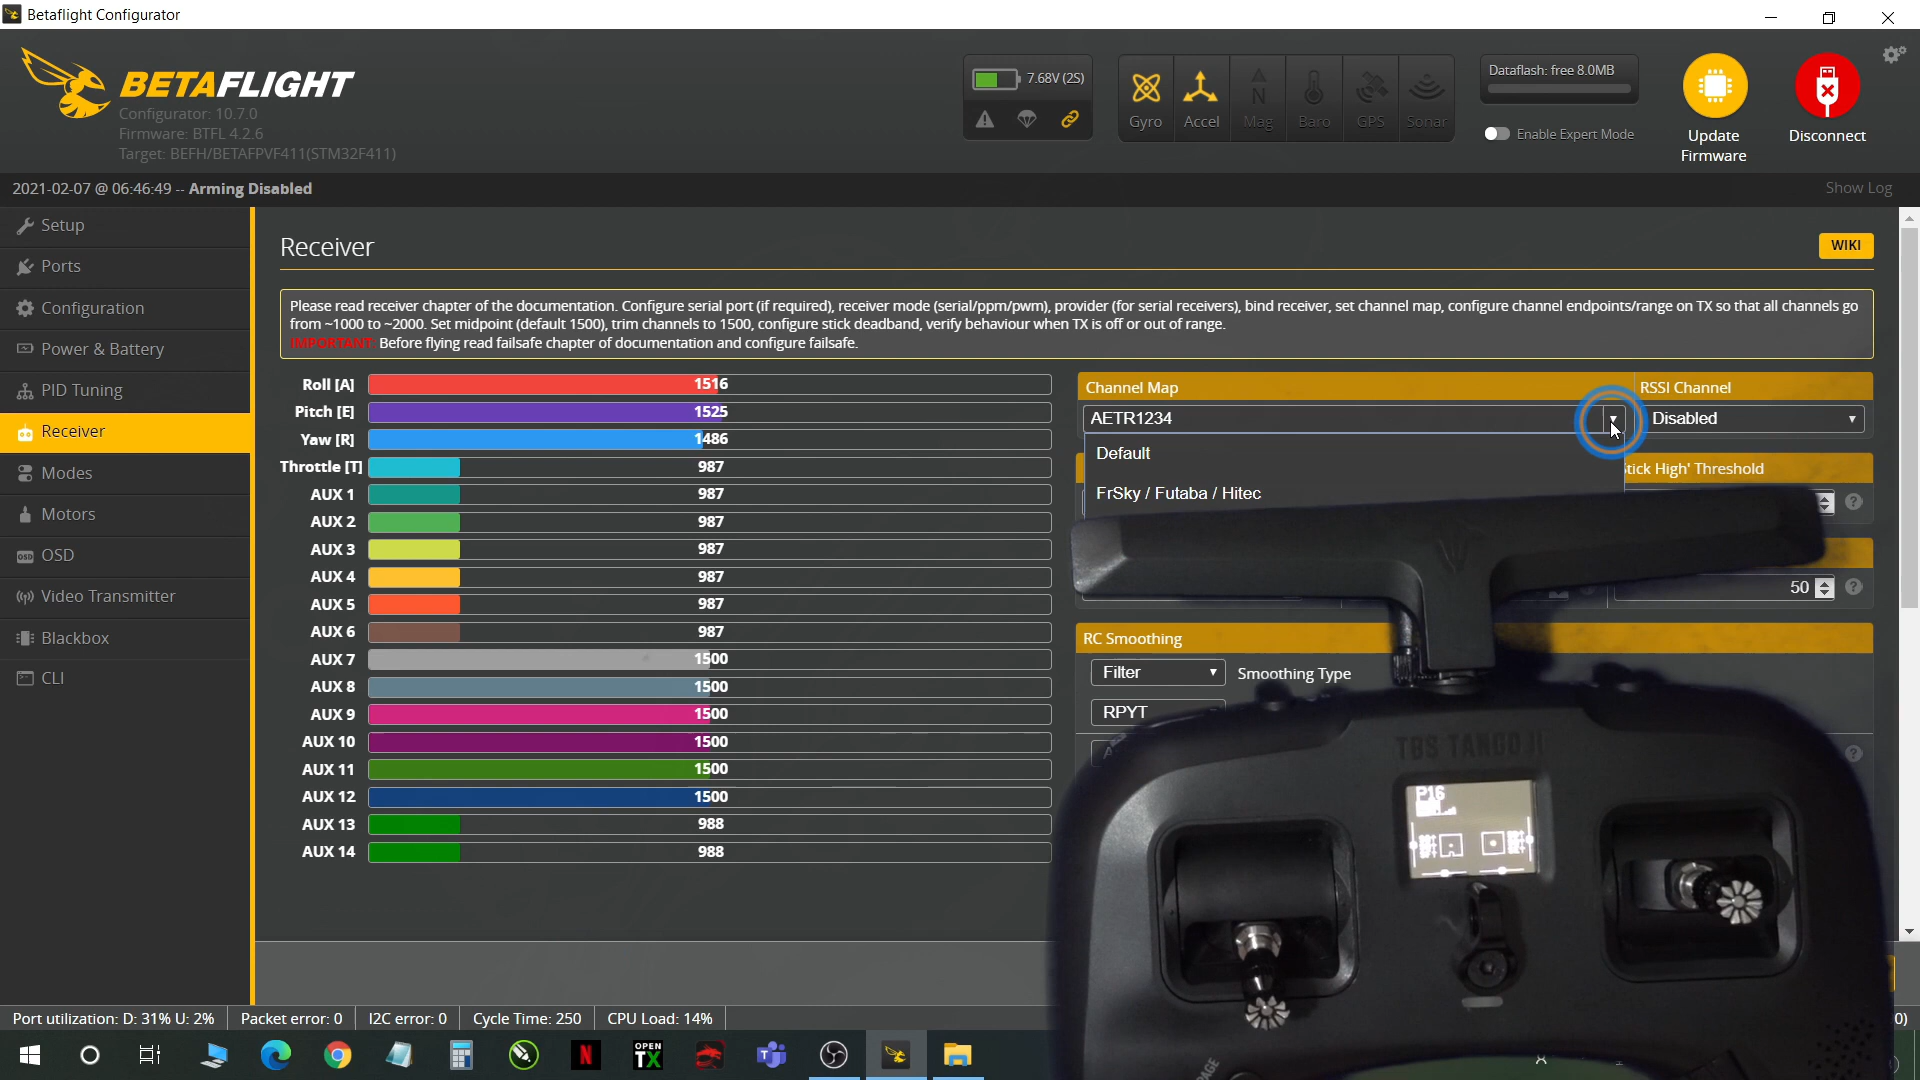 Betaflight Configurator
BETAFLIGHT
Configurator: 10.7.0
Firmware: BTFL 4.2.6
Target: BEFH/BETAFPVF411(STM32F411)
7.68V (2S)
Gyro
Accel
Mag
Baro
GPS
Sonar
Dataflash: free 8.0MB
Enable Expert Mode
Update
Firmware
Disconnect
2021-02-07 @ 06:46:49 -- Arming Disabled
Show Log
Setup
Ports
Configuration
Power & Battery
PID Tuning
Receiver
Modes
Motors
OSD
Video Transmitter
Blackbox
CLI
Receiver
WIKI
Please read receiver chapter of the documentation. Configure serial port (if required), receiver mode (serial/ppm/pwm), provider (for serial receivers), bind receiver, set channel map, configure channel endpoints/range on TX so that all channels go
from ~1000 to ~2000. Set midpoint (default 1500), trim channels to 1500, configure stick deadband, verify behaviour when TX is off or out of range.
IMPORTANT: Before flying read failsafe chapter of documentation and configure failsafe.
Roll [A] 1516
Pitch [E] 1525
Yaw [R] 1486
Throttle [T] 987
AUX 1 987
AUX 2 987
AUX 3 987
AUX 4 987
AUX 5 987
AUX 6 987
AUX 7 1500
AUX 8 1500
AUX 9 1500
AUX 10 1500
AUX 11 1500
AUX 12 1500
AUX 13 988
AUX 14 988
Channel Map
RSSI Channel
AETR1234
Disabled
Default
FrSky / Futaba / Hitec
tick High' Threshold
50
RC Smoothing
Filter
Smoothing Type
RPYT
TBS TANGO II
P16
PAGE
Port utilization: D: 31% U: 2%
Packet error: 0
I2C error: 0
Cycle Time: 250
CPU Load: 14%
0)
N
OPEN
TX